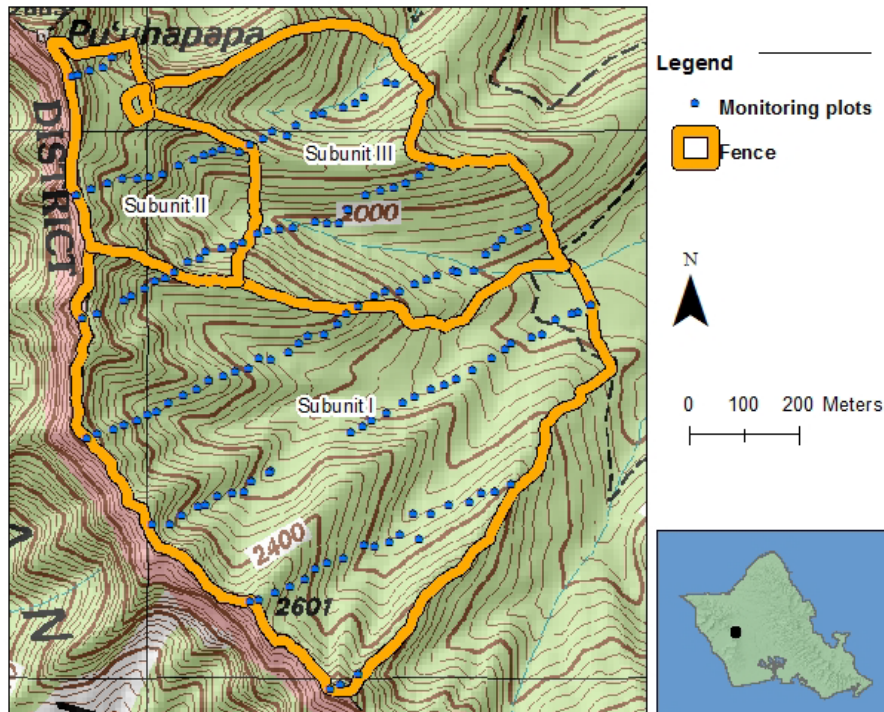 Pu'uhapapa
DISTRICT
Subunit III
Subunit II
2000
Subunit I
2400
2601
N
Legend
Monitoring plots
Fence
N
0 100 200 Meters